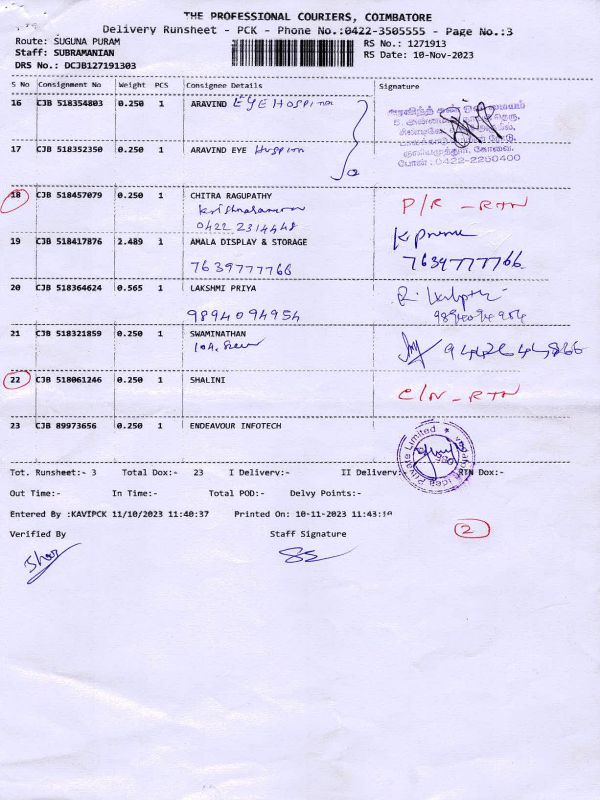 THE PROFESSIONAL COURIERS, COIMBATORE
Delivery Runsheet - PCK - Phone No.:0422-3505555 - Page No.:3
Route: SUGUNA PURAM
RS No.: 1271913
Staff: SUBRAMANIAN
RS Date: 10-Nov-2023
DRS No.: DCJB127191303
S No Consignment No Weight PCS Consignee Details Signature
16 CJB 518354803 0.250 1 ARAVIND EYE HOSPITAL
17 CJB 518352350 0.250 1 ARAVIND EYE
போன் : 0422-2260400
18 CJB 518457079 0.250 1 CHITRA RAGUPATHY P/R - RTN
0422 2314448
19 CJB 518417876 2.489 1 AMALA DISPLAY & STORAGE
7639777766 7639777766
20 CJB 518364624 0.565 1 LAKSHMI PRIYA
9894094954
21 CJB 518321859 0.250 1 SWAMINATHAN
22 CJB 518061246 0.250 1 SHALINI C/N - RTN
23 CJB 89973656 0.250 1 ENDEAVOUR INFOTECH
Tot. Runsheet:- 3 Total Dox:- 23 I Delivery:- II Delivery:- RTN Dox:-
Out Time:- In Time:- Total POD:- Delvy Points:-
Entered By :KAVIPCK 11/10/2023 11:40:37 Printed On: 10-11-2023 11:43:10
2
Verified By Staff Signature